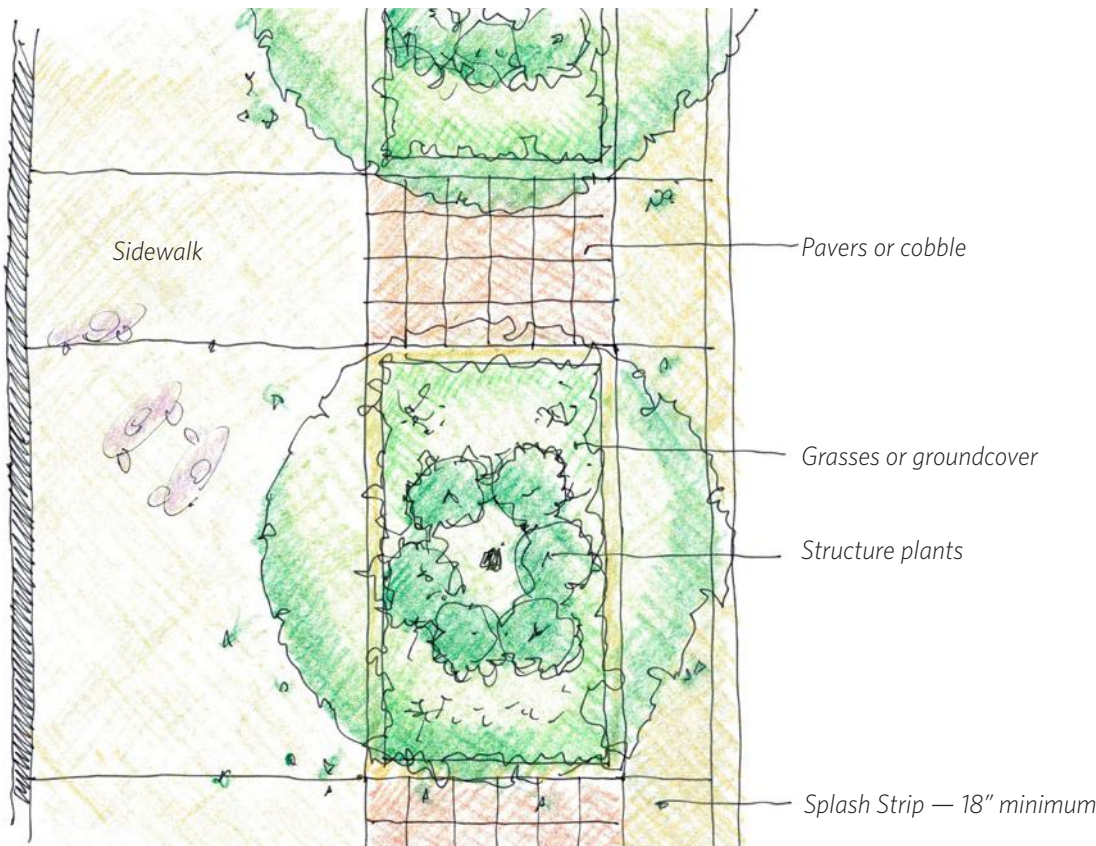 Sidewalk
Pavers or cobble
Grasses or groundcover
Structure plants
Splash Strip — 18" minimum